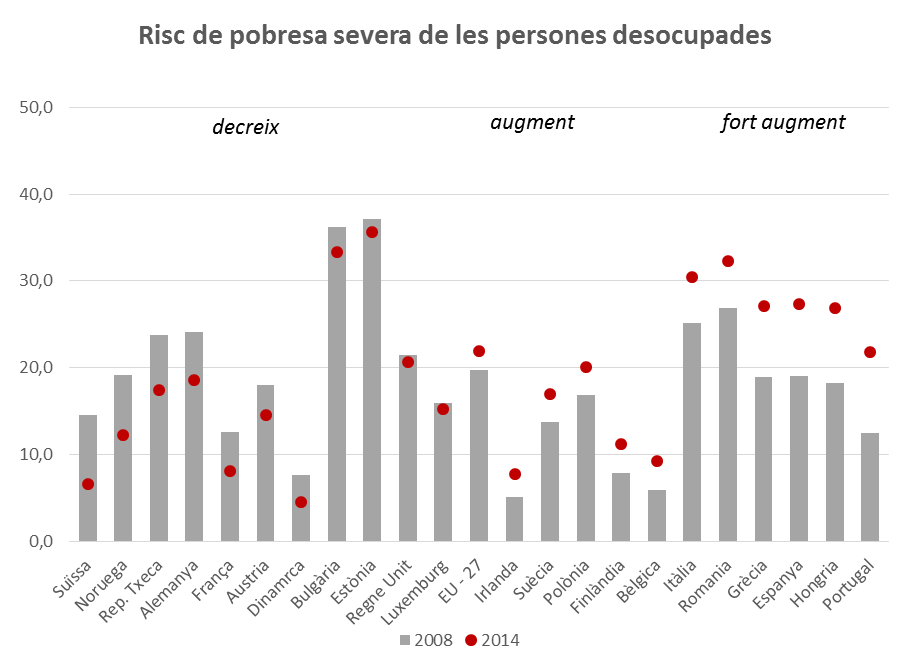 Risc de pobresa severa de les persones desocupades
50,0
decreix
augment
fort augment
40,0
30,0
20,0
10,0
0,0
Suïssa
Noruega
Rep. Txeca
Alemanya
França
Austria
Dinamrca
Bulgària
Estònia
Regne Unit
Luxemburg
EU - 27
Irlanda
Suècia
Polònia
Finlàndia
Bèlgica
Itàlia
Romania
Grècia
Espanya
Hongria
Portugal
2008
2014